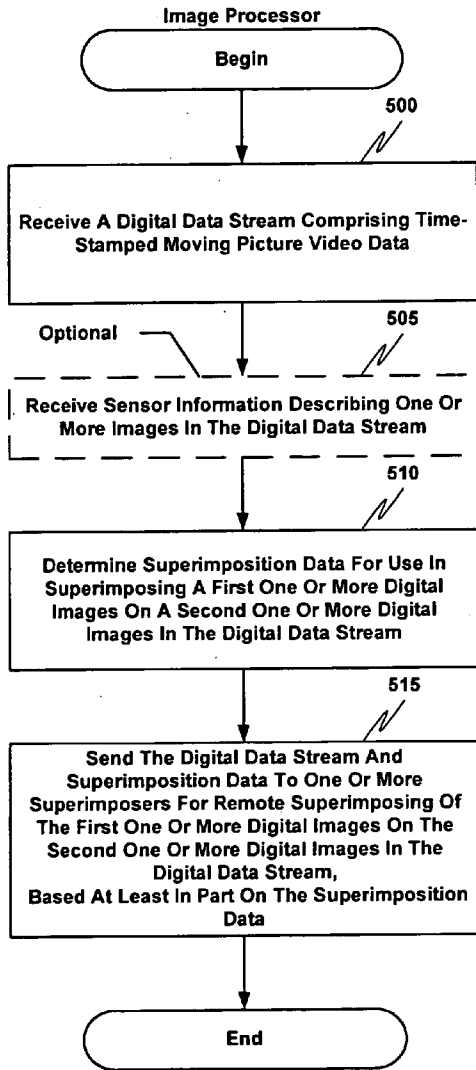 Image Processor
Begin
500
Receive A Digital Data Stream Comprising Time-
Stamped Moving Picture Video Data
Optional
505
Receive Sensor Information Describing One Or
More Images In The Digital Data Stream
510
Determine Superimposition Data For Use In
Superimposing A First One Or More Digital
Images On A Second One Or More Digital
Images In The Digital Data Stream
515
Send The Digital Data Stream And
Superimposition Data To One Or More
Superimposers For Remote Superimposing Of
The First One Or More Digital Images On The
Second One Or More Digital Images In The
Digital Data Stream,
Based At Least In Part On The Superimposition
Data
End